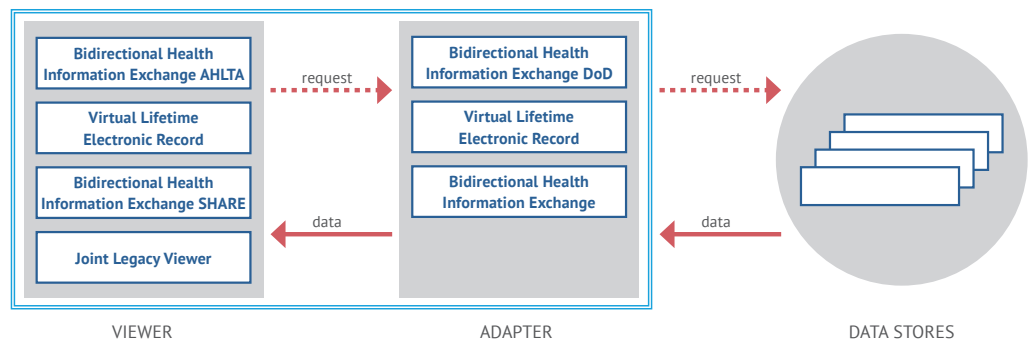 Bidirectional Health
Information Exchange AHLTA
Virtual Lifetime
Electronic Record
Bidirectional Health
Information Exchange SHARE
Joint Legacy Viewer
request
data
Bidirectional Health
Information Exchange DoD
Virtual Lifetime
Electronic Record
Bidirectional Health
Information Exchange
request
data
VIEWER
ADAPTER
DATA STORES